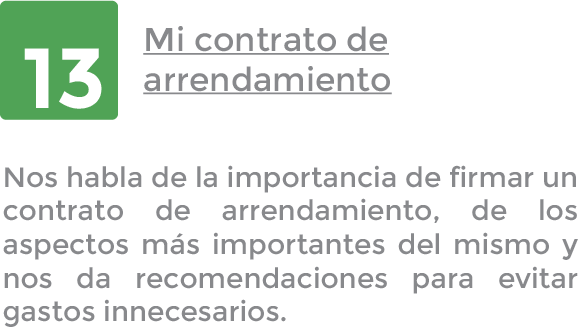 13
Mi contrato de
arrendamiento
Nos habla de la importancia de firmar un
contrato de arrendamiento, de los
aspectos más importantes del mismo y
nos da recomendaciones para evitar
gastos innecesarios.